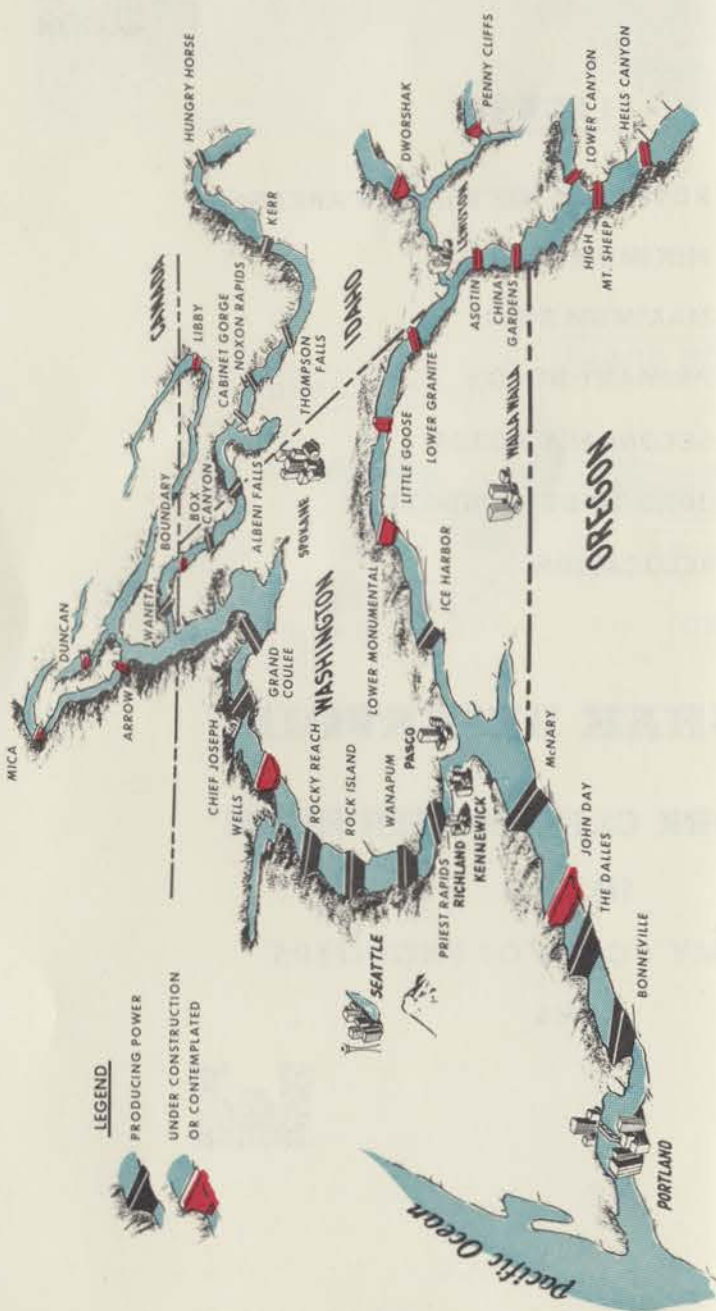 LEGEND
PRODUCING POWER
UNDER CONSTRUCTION
OR CONTEMPLATED
MICA
DUNCAN
ARROW
WANETA
BOUNDARY
BOX
CANYON
CANADA
LIBBY
CABINET GORGE
NOXON RAPIDS
HUNGRY HORSE
KERR
THOMPSON
FALLS
ALBENI FALLS
SPOKANE
IDAHO
CHIEF JOSEPH
WELLS
GRAND
COULEE
WASHINGTON
ROCKY REACH
ROCK ISLAND
WANAPUM
SEATTLE
PRIEST RAPIDS
RICHLAND
KENNEWICK
PASCO
LOWER MONUMENTAL
ICE HARBOR
LITTLE GOOSE
LOWER GRANITE
DWORSHAK
PENNY CLIFFS
LEWISTON
ASOTIN
CHINA
GARDENS
LOWER CANYON
HIGH
MT. SHEEP
HELLS CANYON
WALLA WALLA
OREGON
McNARY
JOHN DAY
THE DALLES
BONNEVILLE
PORTLAND
Pacific Ocean